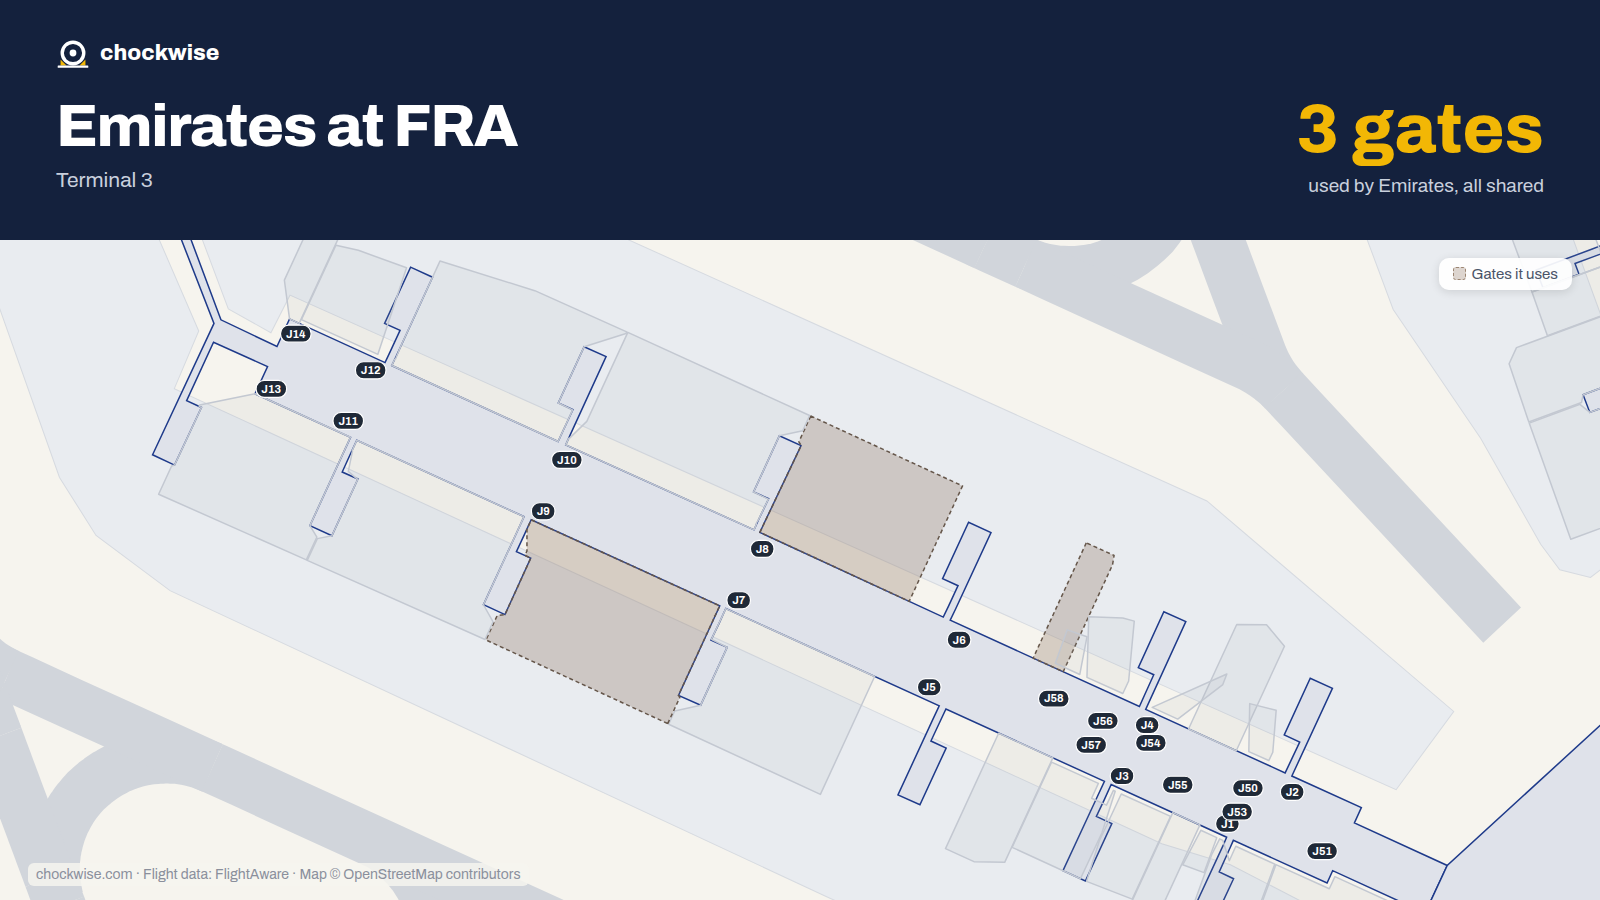 chockwise
Emirates at FRA
Terminal 3
3 gates
used by Emirates, all shared
Gates it uses
J14
J12
J13
J11
J10
J9
J8
J7
J6
J5
J58
J56
J4
J57
J54
J3
J55
J50
J2
J53
J1
J51
chockwise.com · Flight data: FlightAware · Map © OpenStreetMap contributors